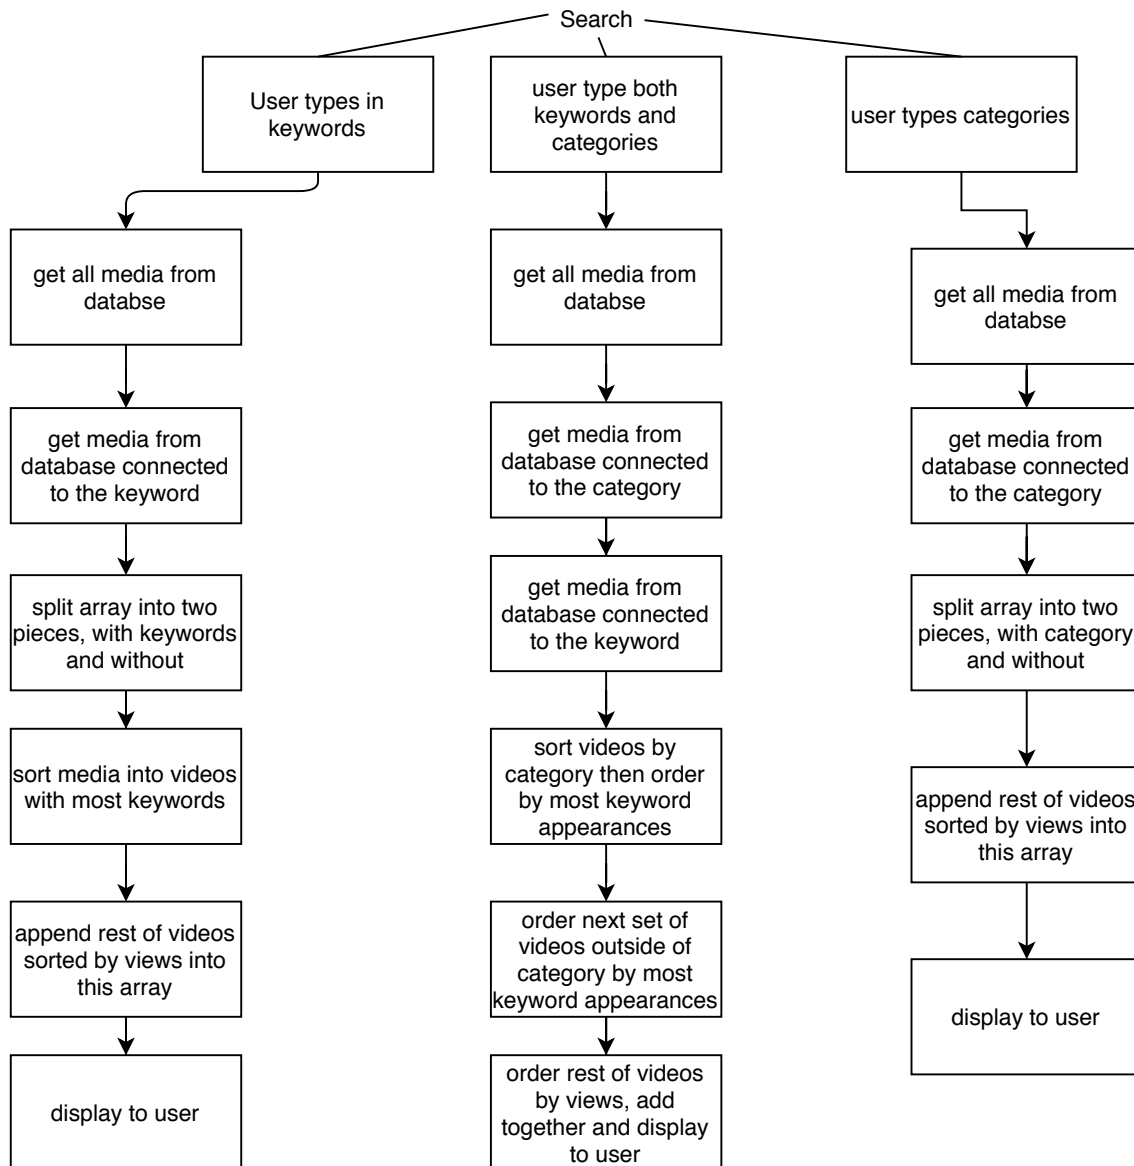 Search
User types in
keywords
get all media from
databse
get media from
database connected
to the keyword
split array into two
pieces, with keywords
and without
sort media into videos
with most keywords
append rest of videos
sorted by views into
this array
display to user
user type both
keywords and
categories
get all media from
databse
get media from
database connected
to the category
get media from
database connected
to the keyword
sort videos by
category then order
by most keyword
appearances
order next set of
videos outside of
category by most
keyword appearances
order rest of videos
by views, add
together and display
to user
user types categories
get all media from
databse
get media from
database connected
to the category
split array into two
pieces, with category
and without
append rest of videos
sorted by views into
this array
display to user